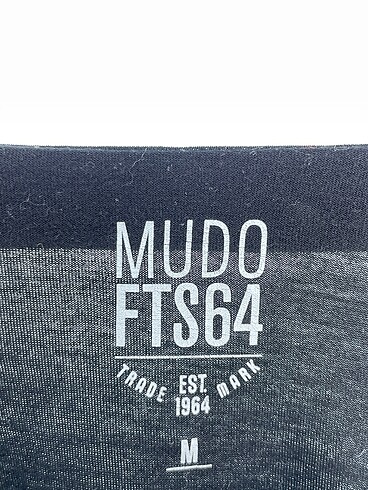 MUDO
FTS64
TRADE EST. MARK
1964
M